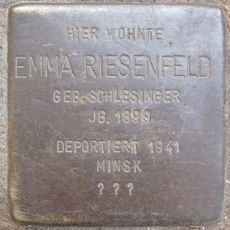 HIER WOHNTE
EMMA RIESENFELD
GEB. SCHLESINGER
JG. 1899
DEPORTIERT 1941
MINSK
? ? ?